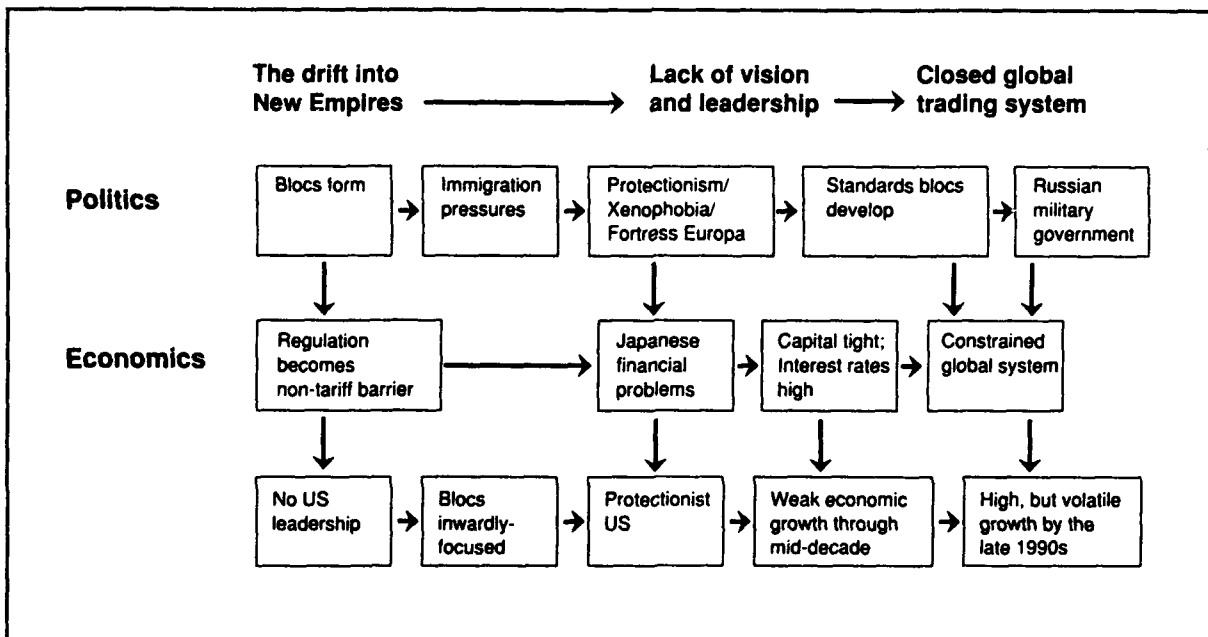 The drift into
New Empires
Lack of vision
and leadership
Closed global
trading system
Politics
Blocs form
Immigration
pressures
Protectionism/
Xenophobia/
Fortress Europa
Standards blocs
develop
Russian
military
government
Economics
Regulation
becomes
non-tariff barrier
Japanese
financial
problems
Capital tight;
Interest rates
high
Constrained
global system
No US
leadership
Blocs
inwardly-
focused
Protectionist
US
Weak economic
growth through
mid-decade
High, but volatile
growth by the
late 1990s